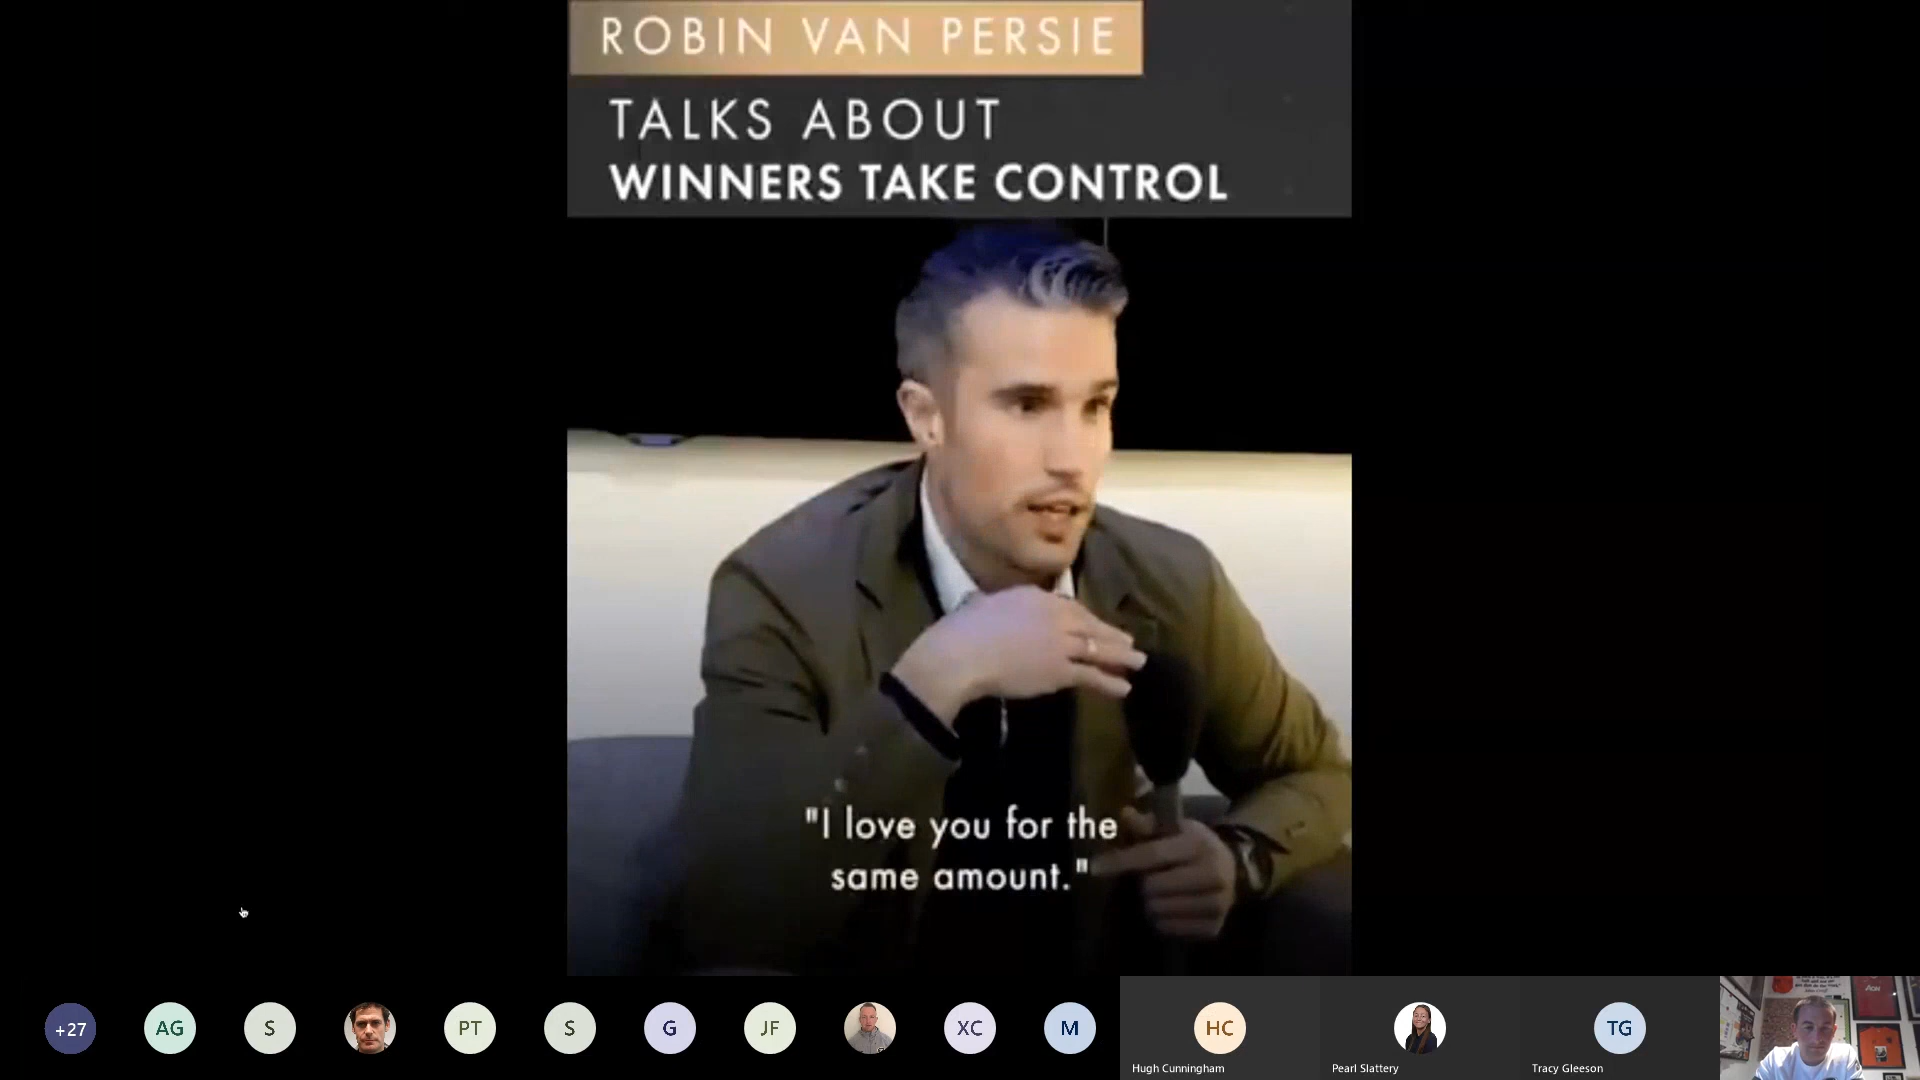 ROBIN VAN PERSIE
TALKS ABOUT
WINNERS TAKE CONTROL
"I love you for the
same amount."
+27
AG
S
PT
S
G
JF
XC
M
HC
TG
Hugh Cunningham
Pearl Slattery
Tracy Gleeson
AON